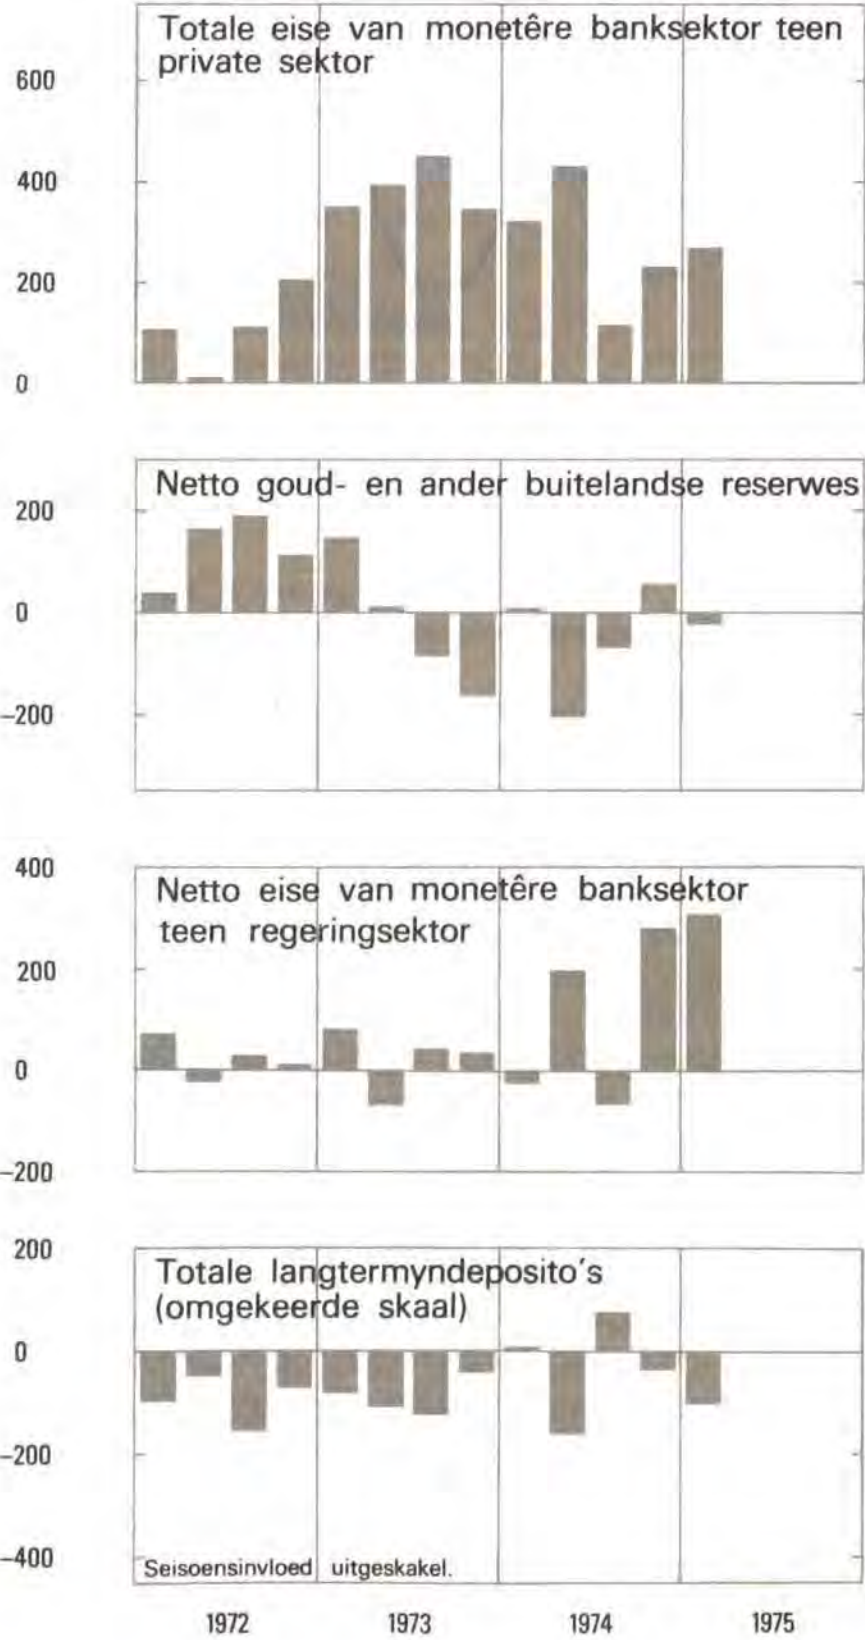 Totale eise van monetêre banksektor teen
private sektor
600
400
200
0
Netto goud- en ander buitelandse reserwes
200
0
–200
400
Netto eise van monetêre banksektor
teen regeringsektor
200
0
–200
200
Totale langtermyndeposito's
(omgekeerde skaal)
0
–200
–400
Seisoensinvloed uitgeskakel.
1972 1973 1974 1975